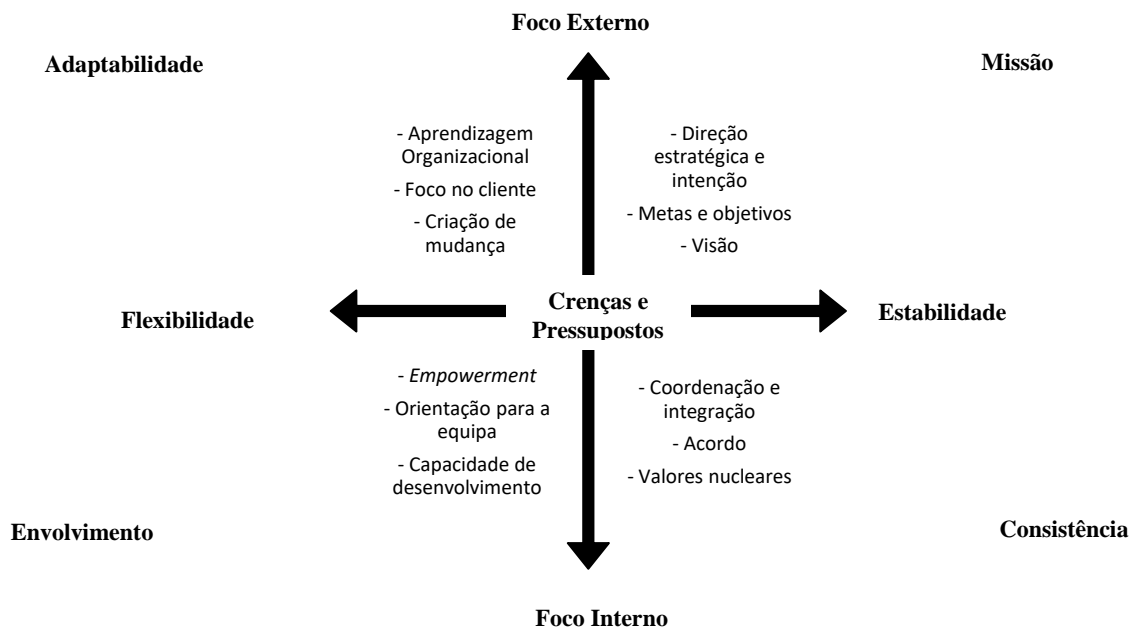 Foco Externo
Adaptabilidade
Missão
- Aprendizagem
Organizacional
- Foco no cliente
- Criação de
mudança
- Direção
estratégica e
intenção
- Metas e objetivos
- Visão
Flexibilidade
Crenças e
Pressupostos
Estabilidade
- Empowerment
- Orientação para a
equipa
- Capacidade de
desenvolvimento
- Coordenação e
integração
- Acordo
- Valores nucleares
Envolvimento
Consistência
Foco Interno